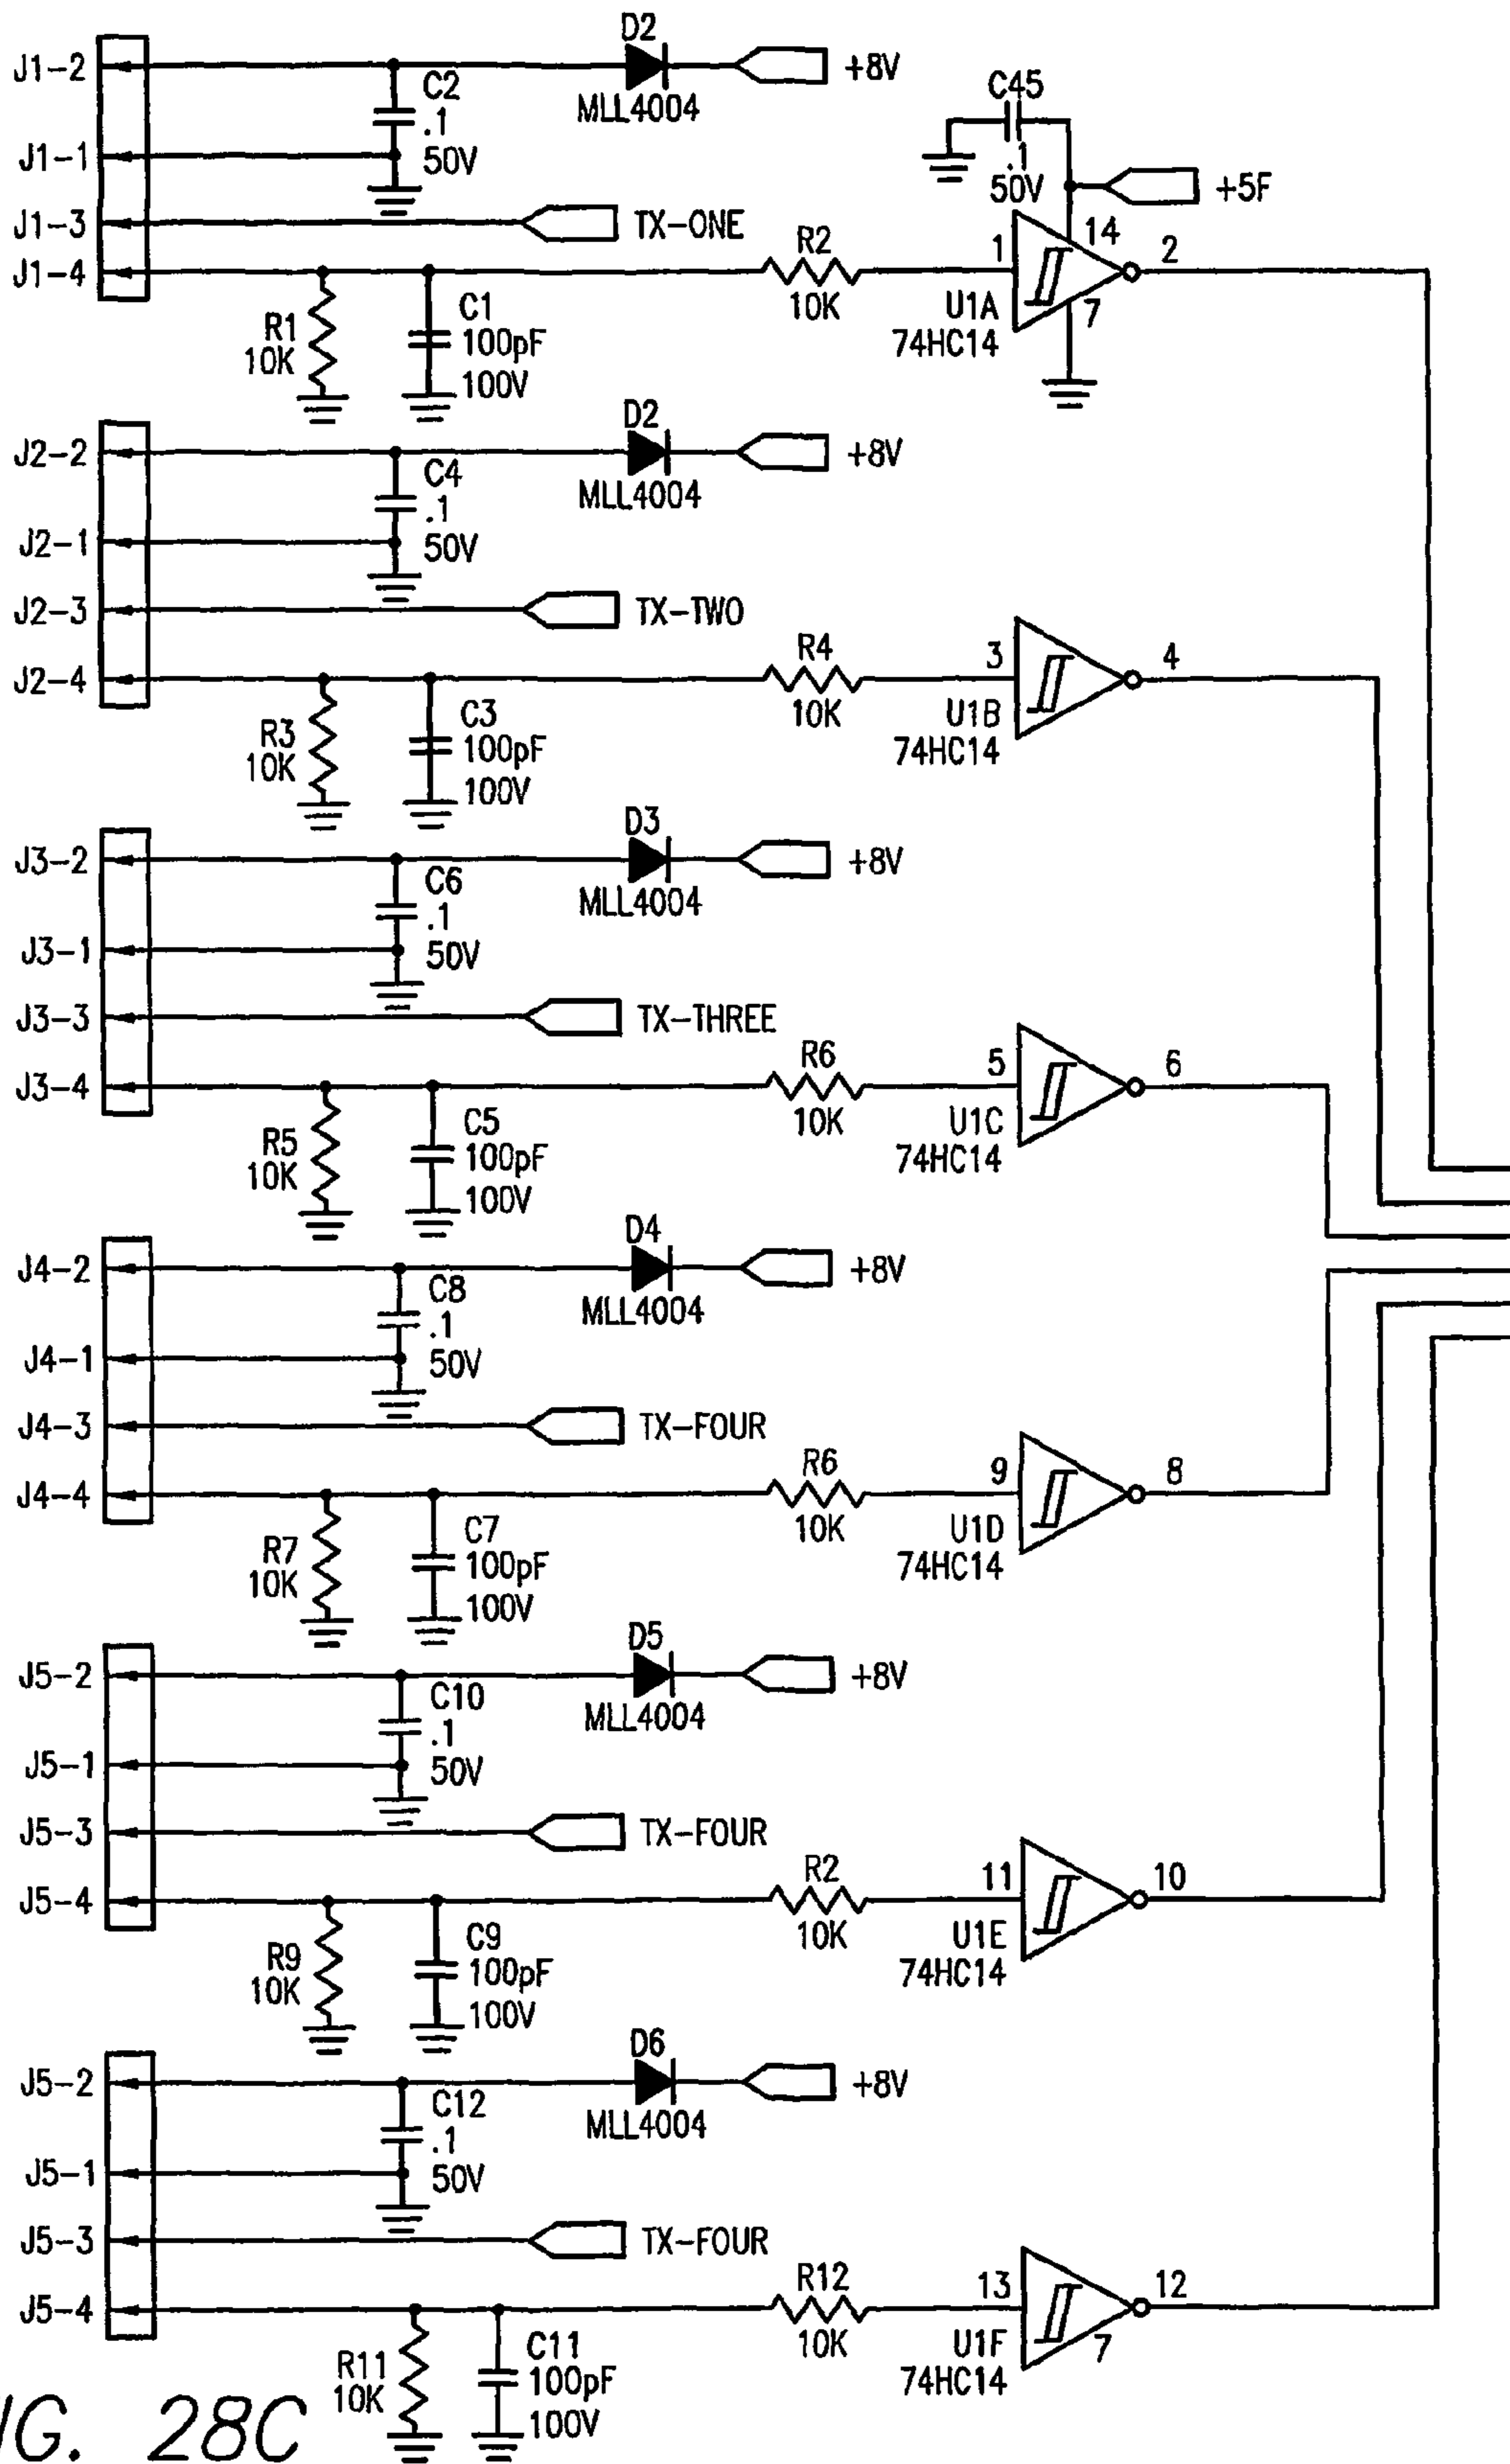 D2
J1-2
+8V
C2
.1
50V
MLL4004
C45
.1
50V
J1-1
+5F
J1-3
TX-ONE
J1-4
R2
10K
1
14
2
7
U1A
74HC14
R1
10K
C1
100pF
100V
D2
J2-2
+8V
C4
.1
50V
MLL4004
J2-1
J2-3
TX-TWO
J2-4
R4
10K
3
4
U1B
74HC14
R3
10K
C3
100pF
100V
D3
J3-2
+8V
C6
.1
50V
MLL4004
J3-1
J3-3
TX-THREE
J3-4
R6
10K
5
6
U1C
74HC14
R5
10K
C5
100pF
100V
D4
J4-2
+8V
C8
.1
50V
MLL4004
J4-1
J4-3
TX-FOUR
J4-4
R6
10K
9
8
U1D
74HC14
R7
10K
C7
100pF
100V
D5
J5-2
+8V
C10
.1
50V
MLL4004
J5-1
J5-3
TX-FOUR
J5-4
R2
10K
11
10
U1E
74HC14
R9
10K
C9
100pF
100V
D6
J5-2
+8V
C12
.1
50V
MLL4004
J5-1
J5-3
TX-FOUR
J5-4
R12
10K
13
12
7
U1F
74HC14
R11
10K
C11
100pF
100V
IG. 28C